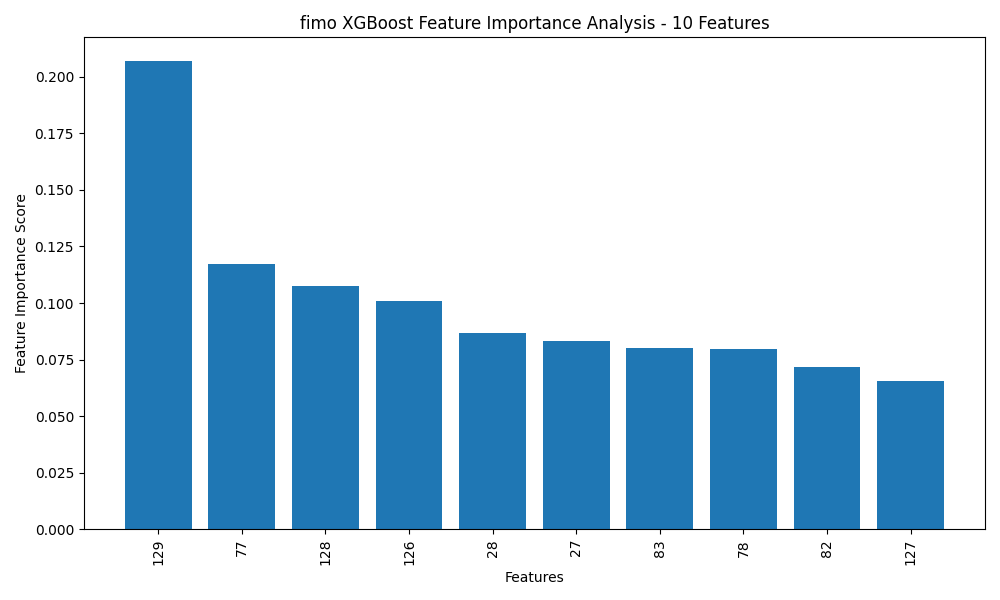 fimo XGBoost Feature Importance Analysis - 10 Features
Feature Importance Score
0.200
0.175
0.150
0.125
0.100
0.075
0.050
0.025
0.000
129 77 128 126 28 27 83 78 82 127
Features